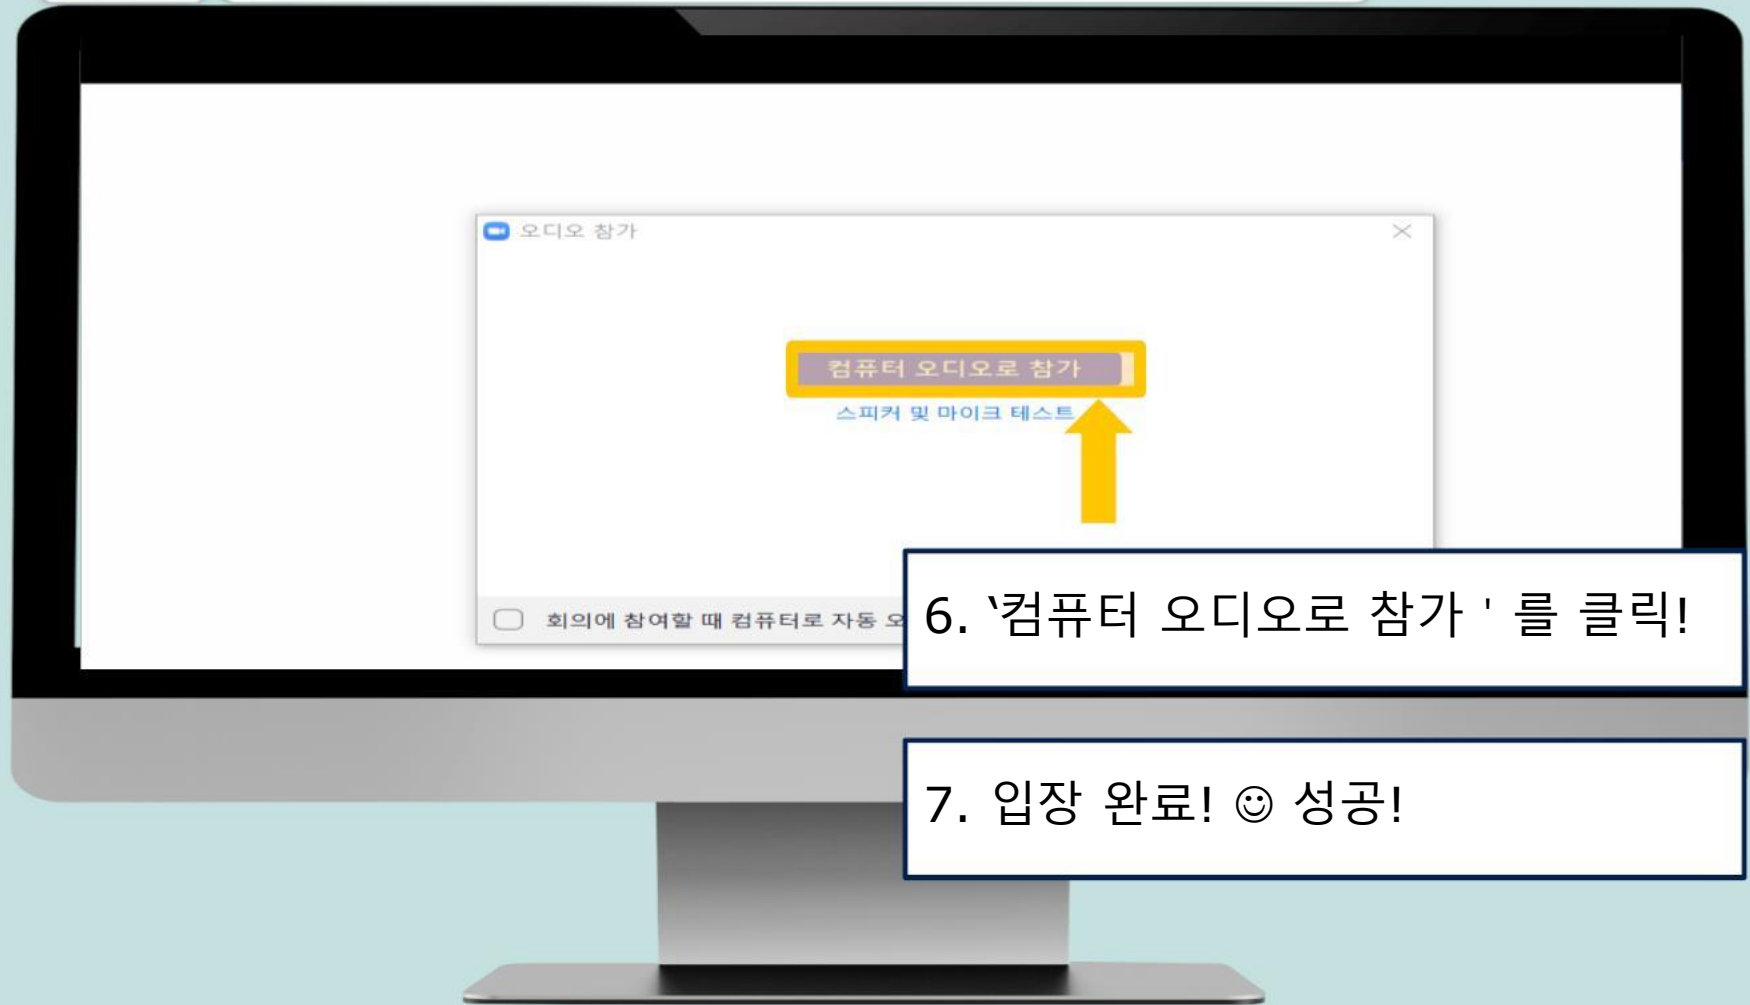 오디오 참가
컴퓨터 오디오로 참가
스피커 및 마이크 테스트
회의에 참여할 때 컴퓨터로 자동
6. ‵컴퓨터 오디오로 참가 ' 를 클릭!
7. 입장 완료! ☺ 성공!